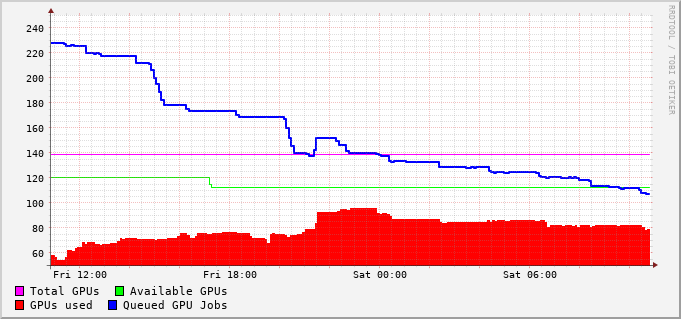 240
220
200
180
160
140
120
100
80
60
Fri 12:00 Fri 18:00 Sat 00:00 Sat 06:00
Total GPUs Available GPUs
GPUs used Queued GPU Jobs
RRDTOOL / TOBI OETIKER